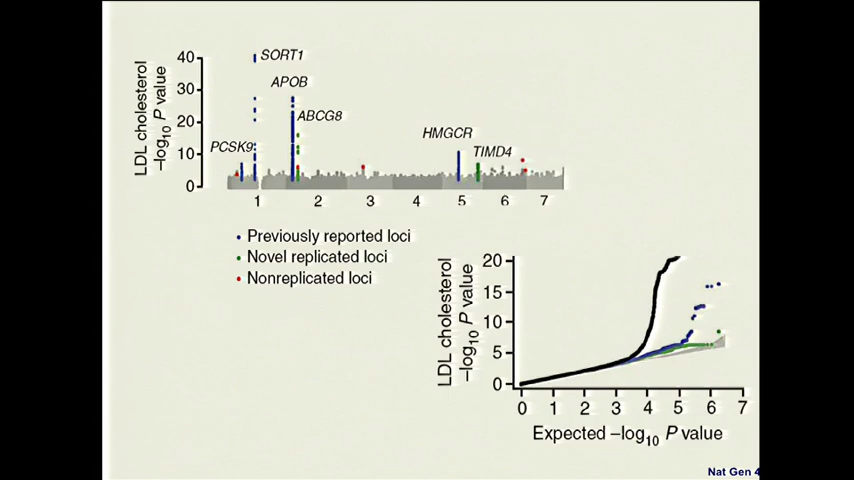 LDL cholesterol
–log10 P value
40
30
20
10
0
SORT1
APOB
ABCG8
PCSK9
HMGCR
TIMD4
1 2 3 4 5 6 7
Previously reported loci
Novel replicated loci
Nonreplicated loci
LDL cholesterol
–log10 P value
20
15
10
5
0
0 1 2 3 4 5 6 7
Expected –log10 P value
Nat Gen 4